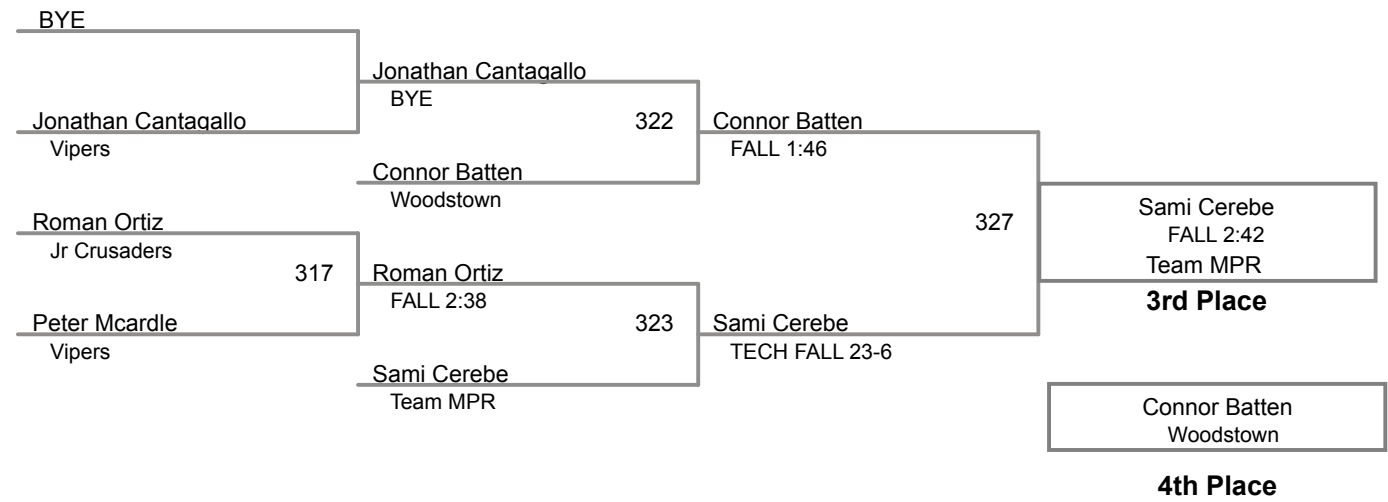 BYE
Jonathan Cantagallo
BYE
Jonathan Cantagallo
Vipers
322
Connor Batten
FALL 1:46
Connor Batten
Woodstown
Roman Ortiz
Jr Crusaders
317
Roman Ortiz
FALL 2:38
Peter Mcardle
Vipers
323
Sami Cerebe
TECH FALL 23-6
Sami Cerebe
Team MPR
327
Sami Cerebe
FALL 2:42
Team MPR
3rd Place
Connor Batten
Woodstown
4th Place